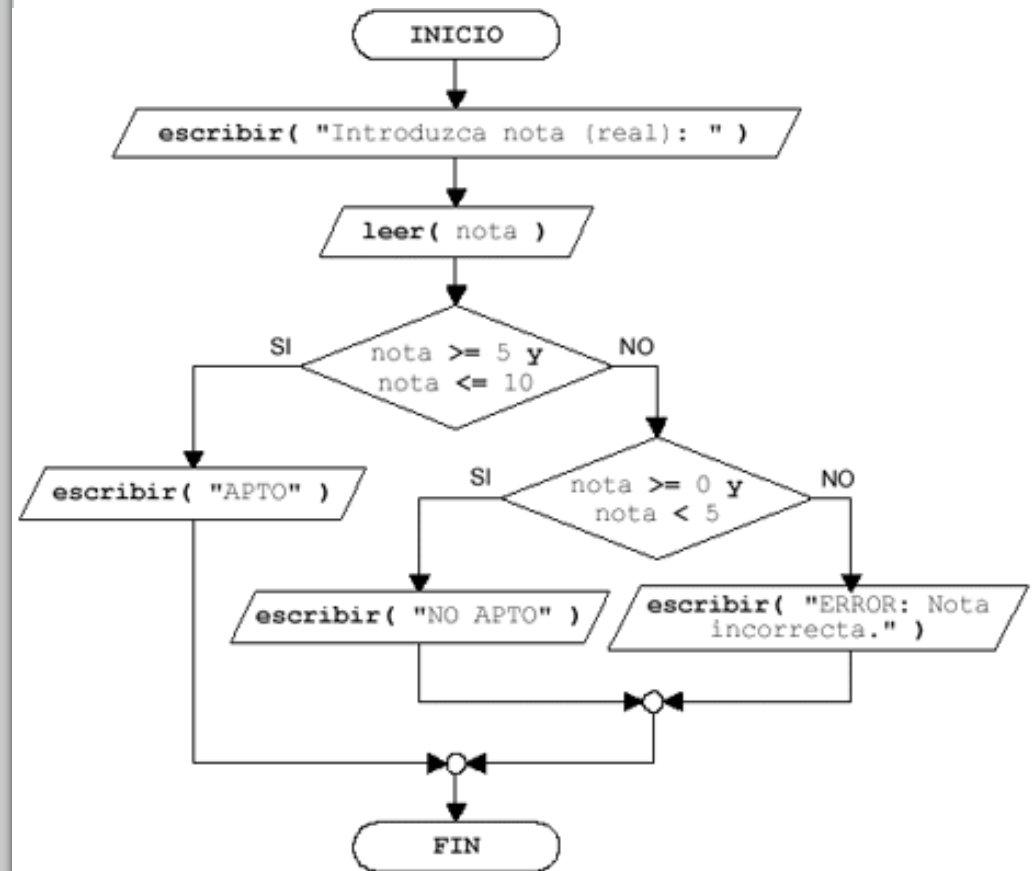 INICIO
escribir( "Introduzca nota (real): " )
leer( nota )
SI
nota >= 5 y
nota <= 10
NO
escribir( "APTO" )
SI
nota >= 0 y
nota < 5
NO
escribir( "NO APTO" )
escribir( "ERROR: Nota
incorrecta." )
FIN